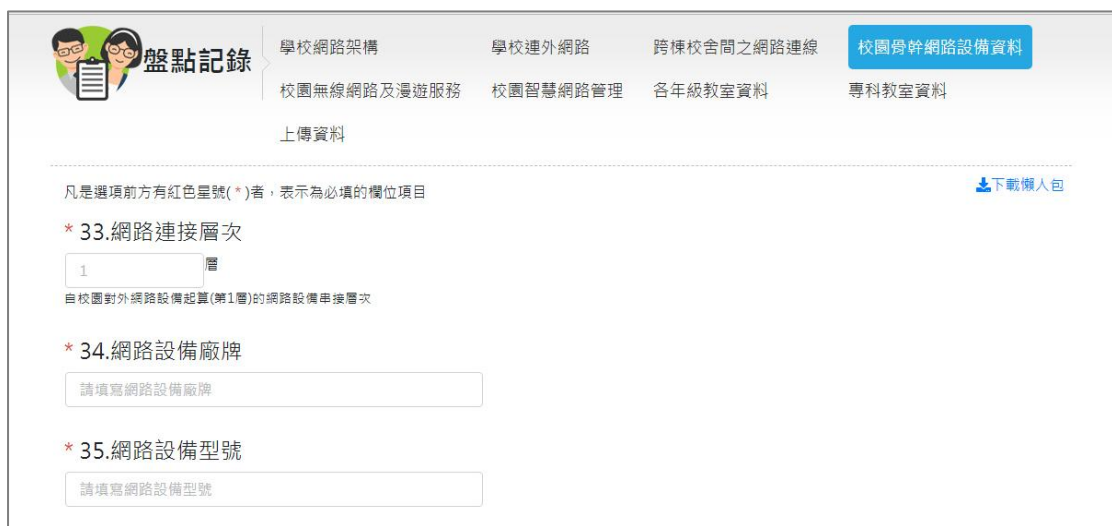 盤點記錄
學校網路架構 學校連外網路 跨棟校舍間之網路連線 校園骨幹網路設備資料
校園無線網路及漫遊服務 校園智慧網路管理 各年級教室資料 專科教室資料
上傳資料
凡是選項前方有紅色星號( * )者，表示為必填的欄位項目
下載懶人包
* 33.網路連接層次
1 層
自校園對外網路設備起算(第1層)的網路設備串接層次
* 34.網路設備廠牌
請填寫網路設備廠牌
* 35.網路設備型號
請填寫網路設備型號